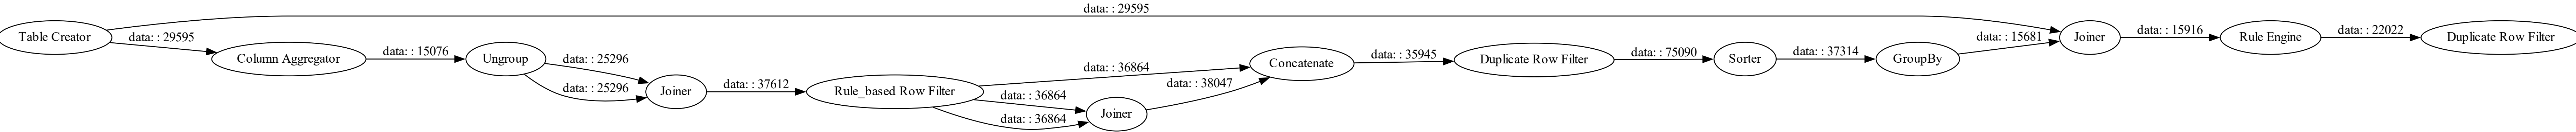 Table Creator
data: : 29595
data: : 29595
Column Aggregator
data: : 15076
Ungroup
data: : 25296
data: : 25296
Joiner
data: : 37612
Rule_based Row Filter
data: : 36864
data: : 36864
data: : 36864
Joiner
data: : 38047
Concatenate
data: : 35945
Duplicate Row Filter
data: : 75090
Sorter
data: : 37314
GroupBy
data: : 15681
Joiner
data: : 15916
Rule Engine
data: : 22022
Duplicate Row Filter